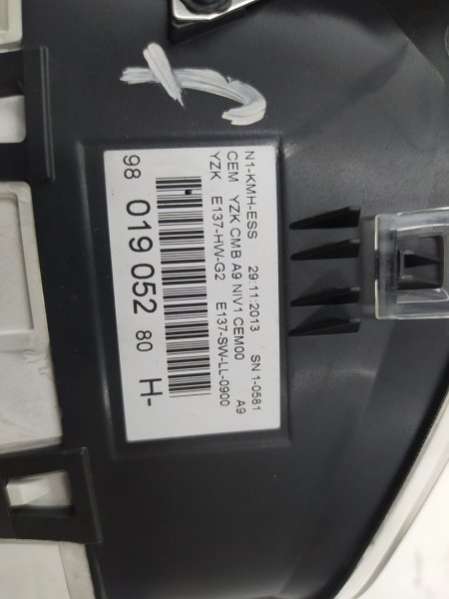 N1-KMH-ESS 29.11.2013 SN 1-0581
CEM YZK CMB A9 NIV1 CEM00 A9
YZK E137-HW-G2 E137-SW-LL-0900
98 019 052 80 H-